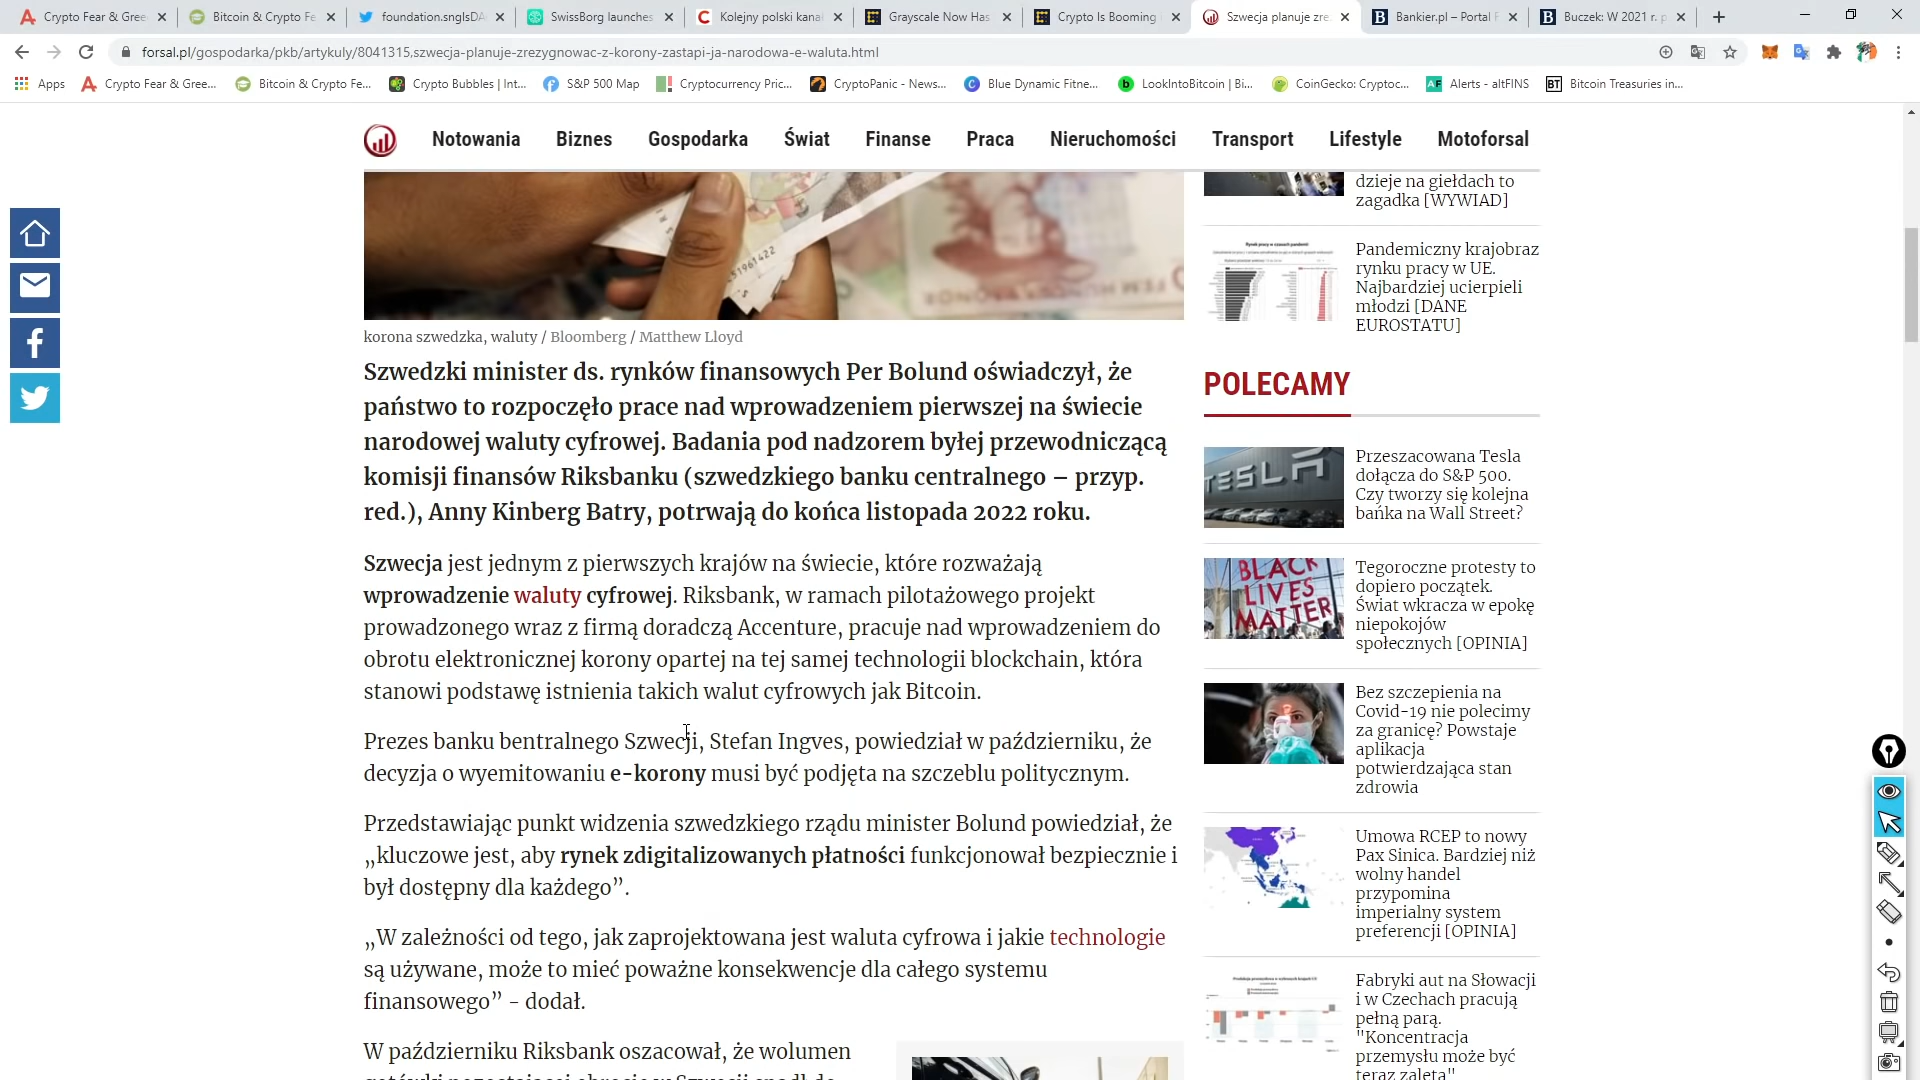 Crypto Fear & Gree
Bitcoin & Crypto Fe
foundation.sngIsDA
SwissBorg launches
Kolejny polski kana
Grayscale Now Has
Crypto Is Booming
Szwecja planuje zre
Bankier.pl – Portal F
Buczek: W 2021 r. p
forsal.pl/gospodarka/pkb/artykuly/8041315,szwecja-planuje-zrezygnowac-z-korony-zastapi-ja-narodowa-e-waluta.html
Apps
Crypto Fear & Gree...
Bitcoin & Crypto Fe...
Crypto Bubbles | Int...
S&P 500 Map
Cryptocurrency Pric...
CryptoPanic - News...
Blue Dynamic Fitne...
LookIntoBitcoin | Bi...
CoinGecko: Cryptoc...
Alerts - altFINS
Bitcoin Treasuries in...
Notowania
Biznes
Gospodarka
Świat
Finanse
Praca
Nieruchomości
Transport
Lifestyle
Motoforsal
korona szwedzka, waluty / Bloomberg / Matthew Lloyd
Szwedzki minister ds. rynków finansowych Per Bolund oświadczył, że
państwo to rozpoczęło prace nad wprowadzeniem pierwszej na świecie
narodowej waluty cyfrowej. Badania pod nadzorem byłej przewodniczącą
komisji finansów Riksbanku (szwedzkiego banku centralnego – przyp.
red.), Anny Kinberg Batry, potrwają do końca listopada 2022 roku.
Szwecja jest jednym z pierwszych krajów na świecie, które rozważają
wprowadzenie waluty cyfrowej. Riksbank, w ramach pilotażowego projekt
prowadzonego wraz z firmą doradczą Accenture, pracuje nad wprowadzeniem do
obrotu elektronicznej korony opartej na tej samej technologii blockchain, która
stanowi podstawę istnienia takich walut cyfrowych jak Bitcoin.
Prezes banku bentralnego Szwecji, Stefan Ingves, powiedział w październiku, że
decyzja o wyemitowaniu e-korony musi być podjęta na szczeblu politycznym.
Przedstawiając punkt widzenia szwedzkiego rządu minister Bolund powiedział, że
„kluczowe jest, aby rynek zdigitalizowanych płatności funkcjonował bezpiecznie i
był dostępny dla każdego”.
„W zależności od tego, jak zaprojektowana jest waluta cyfrowa i jakie technologie
są używane, może to mieć poważne konsekwencje dla całego systemu
finansowego” - dodał.
W październiku Riksbank oszacował, że wolumen
dzieje na giełdach to
zagadka [WYWIAD]
Pandemiczny krajobraz
rynku pracy w UE.
Najbardziej ucierpieli
młodzi [DANE
EUROSTATU]
POLECAMY
TESLA
Przeszacowana Tesla
dołącza do S&P 500.
Czy tworzy się kolejna
bańka na Wall Street?
BLACK
LIVES
MATTER
Tegoroczne protesty to
dopiero początek.
Świat wkracza w epokę
niepokojów
społecznych [OPINIA]
Bez szczepienia na
Covid-19 nie polecimy
za granicę? Powstaje
aplikacja
potwierdzająca stan
zdrowia
Umowa RCEP to nowy
Pax Sinica. Bardziej niż
wolny handel
przypomina
imperialny system
preferencji [OPINIA]
Fabryki aut na Słowacji
i w Czechach pracują
pełną parą.
"Koncentracja
przemysłu może być
teraz zaletą"